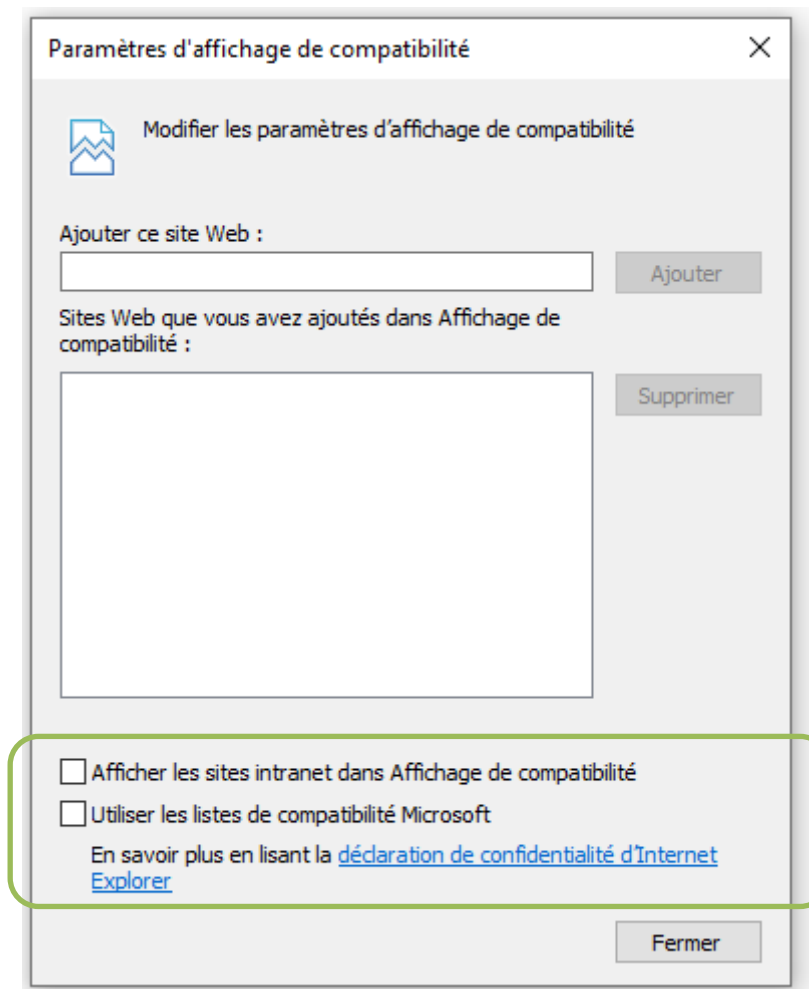 Paramètres d'affichage de compatibilité
Modifier les paramètres d’affichage de compatibilité
Ajouter ce site Web :
Ajouter
Sites Web que vous avez ajoutés dans Affichage de
compatibilité :
Supprimer
Afficher les sites intranet dans Affichage de compatibilité
Utiliser les listes de compatibilité Microsoft
En savoir plus en lisant la déclaration de confidentialité d’Internet
Explorer
Fermer